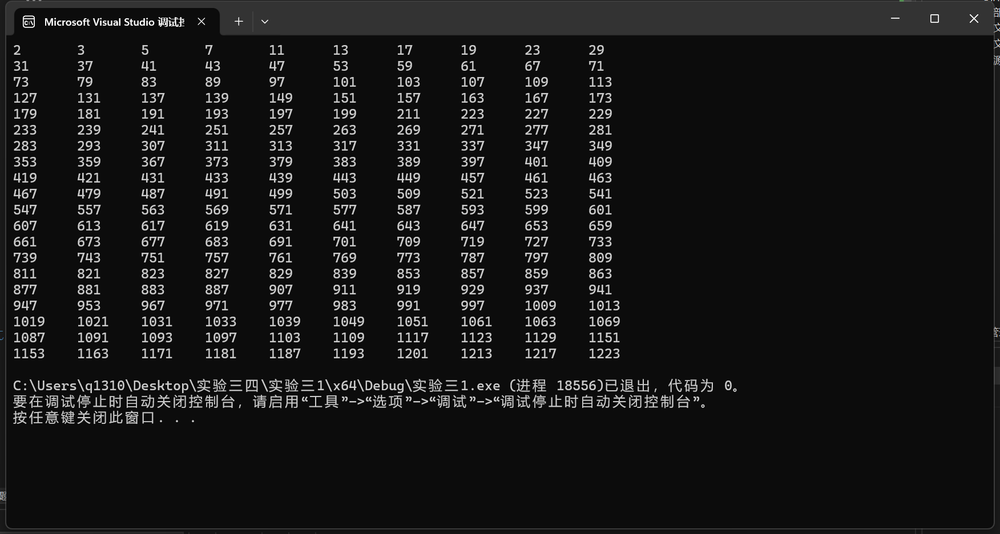 Microsoft Visual Studio 调试
2 3 5 7 11 13 17 19 23 29
31 37 41 43 47 53 59 61 67 71
73 79 83 89 97 101 103 107 109 113
127 131 137 139 149 151 157 163 167 173
179 181 191 193 197 199 211 223 227 229
233 239 241 251 257 263 269 271 277 281
283 293 307 311 313 317 331 337 347 349
353 359 367 373 379 383 389 397 401 409
419 421 431 433 439 443 449 457 461 463
467 479 487 491 499 503 509 521 523 541
547 557 563 569 571 577 587 593 599 601
607 613 617 619 631 641 643 647 653 659
661 673 677 683 691 701 709 719 727 733
739 743 751 757 761 769 773 787 797 809
811 821 823 827 829 839 853 857 859 863
877 881 883 887 907 911 919 929 937 941
947 953 967 971 977 983 991 997 1009 1013
1019 1021 1031 1033 1039 1049 1051 1061 1063 1069
1087 1091 1093 1097 1103 1109 1117 1123 1129 1151
1153 1163 1171 1181 1187 1193 1201 1213 1217 1223
C:\Users\q1310\Desktop\实验三四\实验三1\x64\Debug\实验三1.exe (进程 18556)已退出，代码为 0。
要在调试停止时自动关闭控制台，请启用“工具”->“选项”->“调试”->“调试停止时自动关闭控制台”。
按任意键关闭此窗口. . .